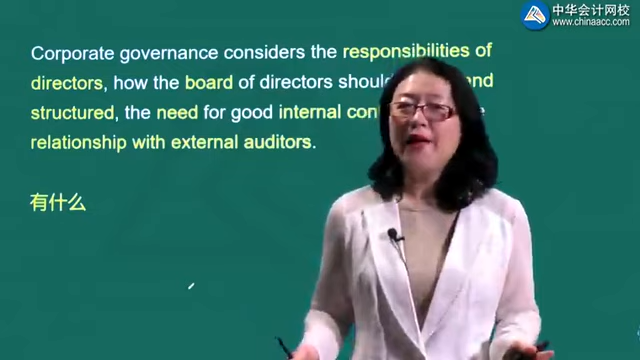 中华会计网校
www.chinaacc.com
Corporate governance considers the responsibilities of
directors, how the board of directors should and
structured, the need for good internal con e
relationship with external auditors.
有什么